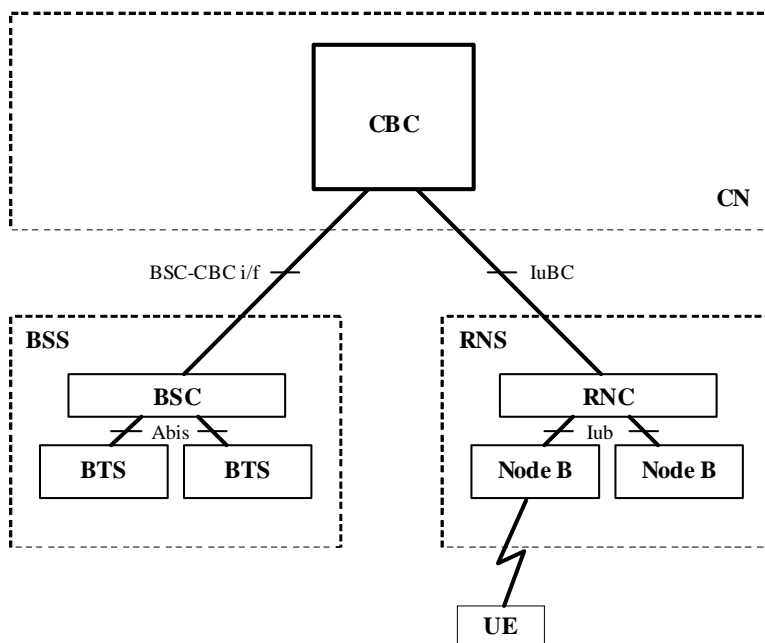 CBC
CN
BSC-CBC i/f
IuBC
BSS
RNS
BSC
RNC
Abis
Iub
BTS
BTS
Node B
Node B
UE